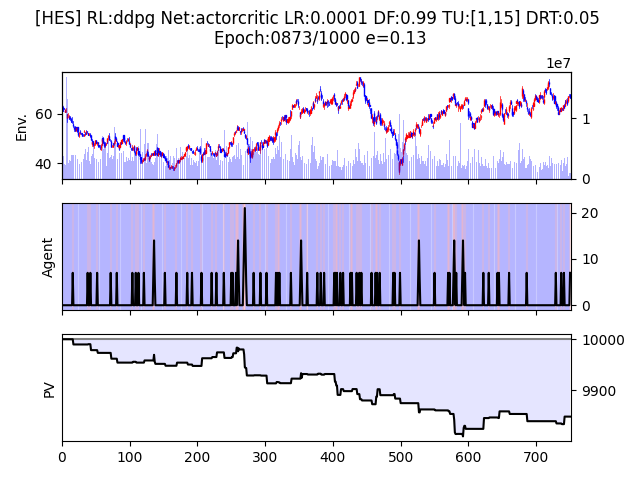 [HES] RL:ddpg Net:actorcritic LR:0.0001 DF:0.99 TU:[1,15] DRT:0.05
Epoch:0873/1000 e=0.13
1e7
Env.
60
40
1
0
Agent
20
10
0
PV
10000
9900
0 100 200 300 400 500 600 700